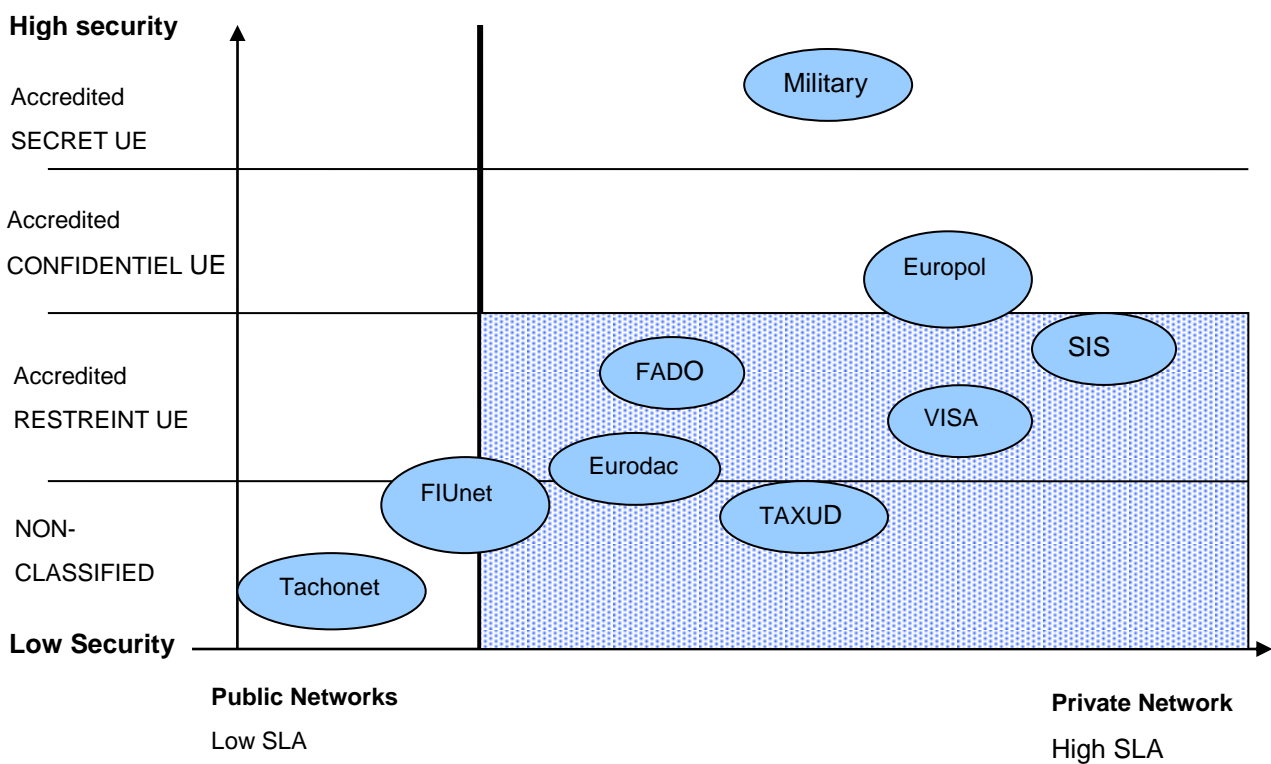 High security
Military
Accredited
SECRET UE
Accredited
CONFIDENTIEL UE
Europol
SIS
FADO
Accredited
RESTREINT UE
VISA
Eurodac
FIUnet
TAXUD
NON-
CLASSIFIED
Tachonet
Low Security
Public Networks
Private Network
Low SLA
High SLA